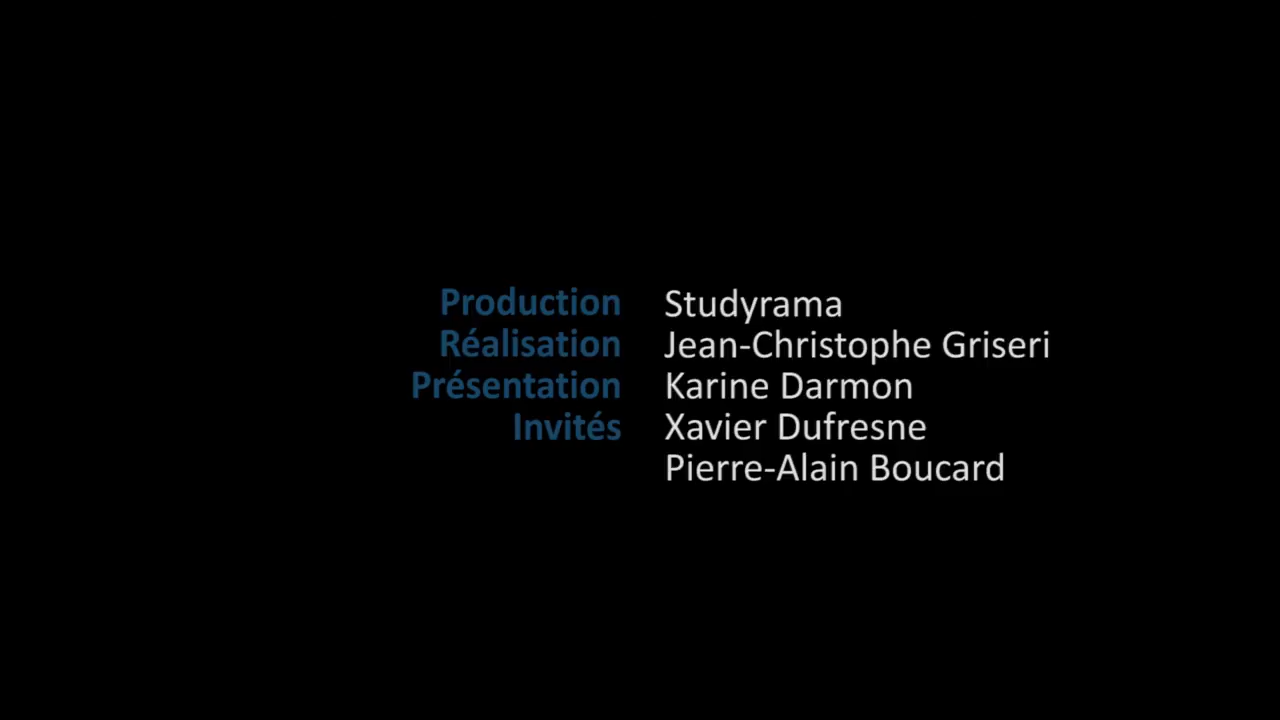 Production Studyrama
Réalisation Jean-Christophe Griseri
Présentation Karine Darmon
Invités Xavier Dufresne
Pierre-Alain Boucard